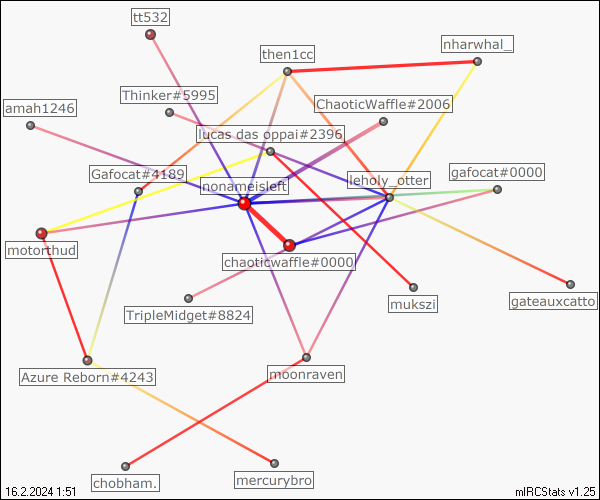 tt532
then1cc
nharwhal_
Thinker#5995
ChaoticWaffle#2006
amah1246
lucas das oppai#2396
Gafocat#4189
nonameisleft
leholy_otter
gafocat#0000
motorthud
chaoticwaffle#0000
TripleMidget#8824
mukszi
gateauxcatto
Azure Reborn#4243
moonraven
chobham.
mercurybro
16.2.2024 1:51
mIRCStats v1.25